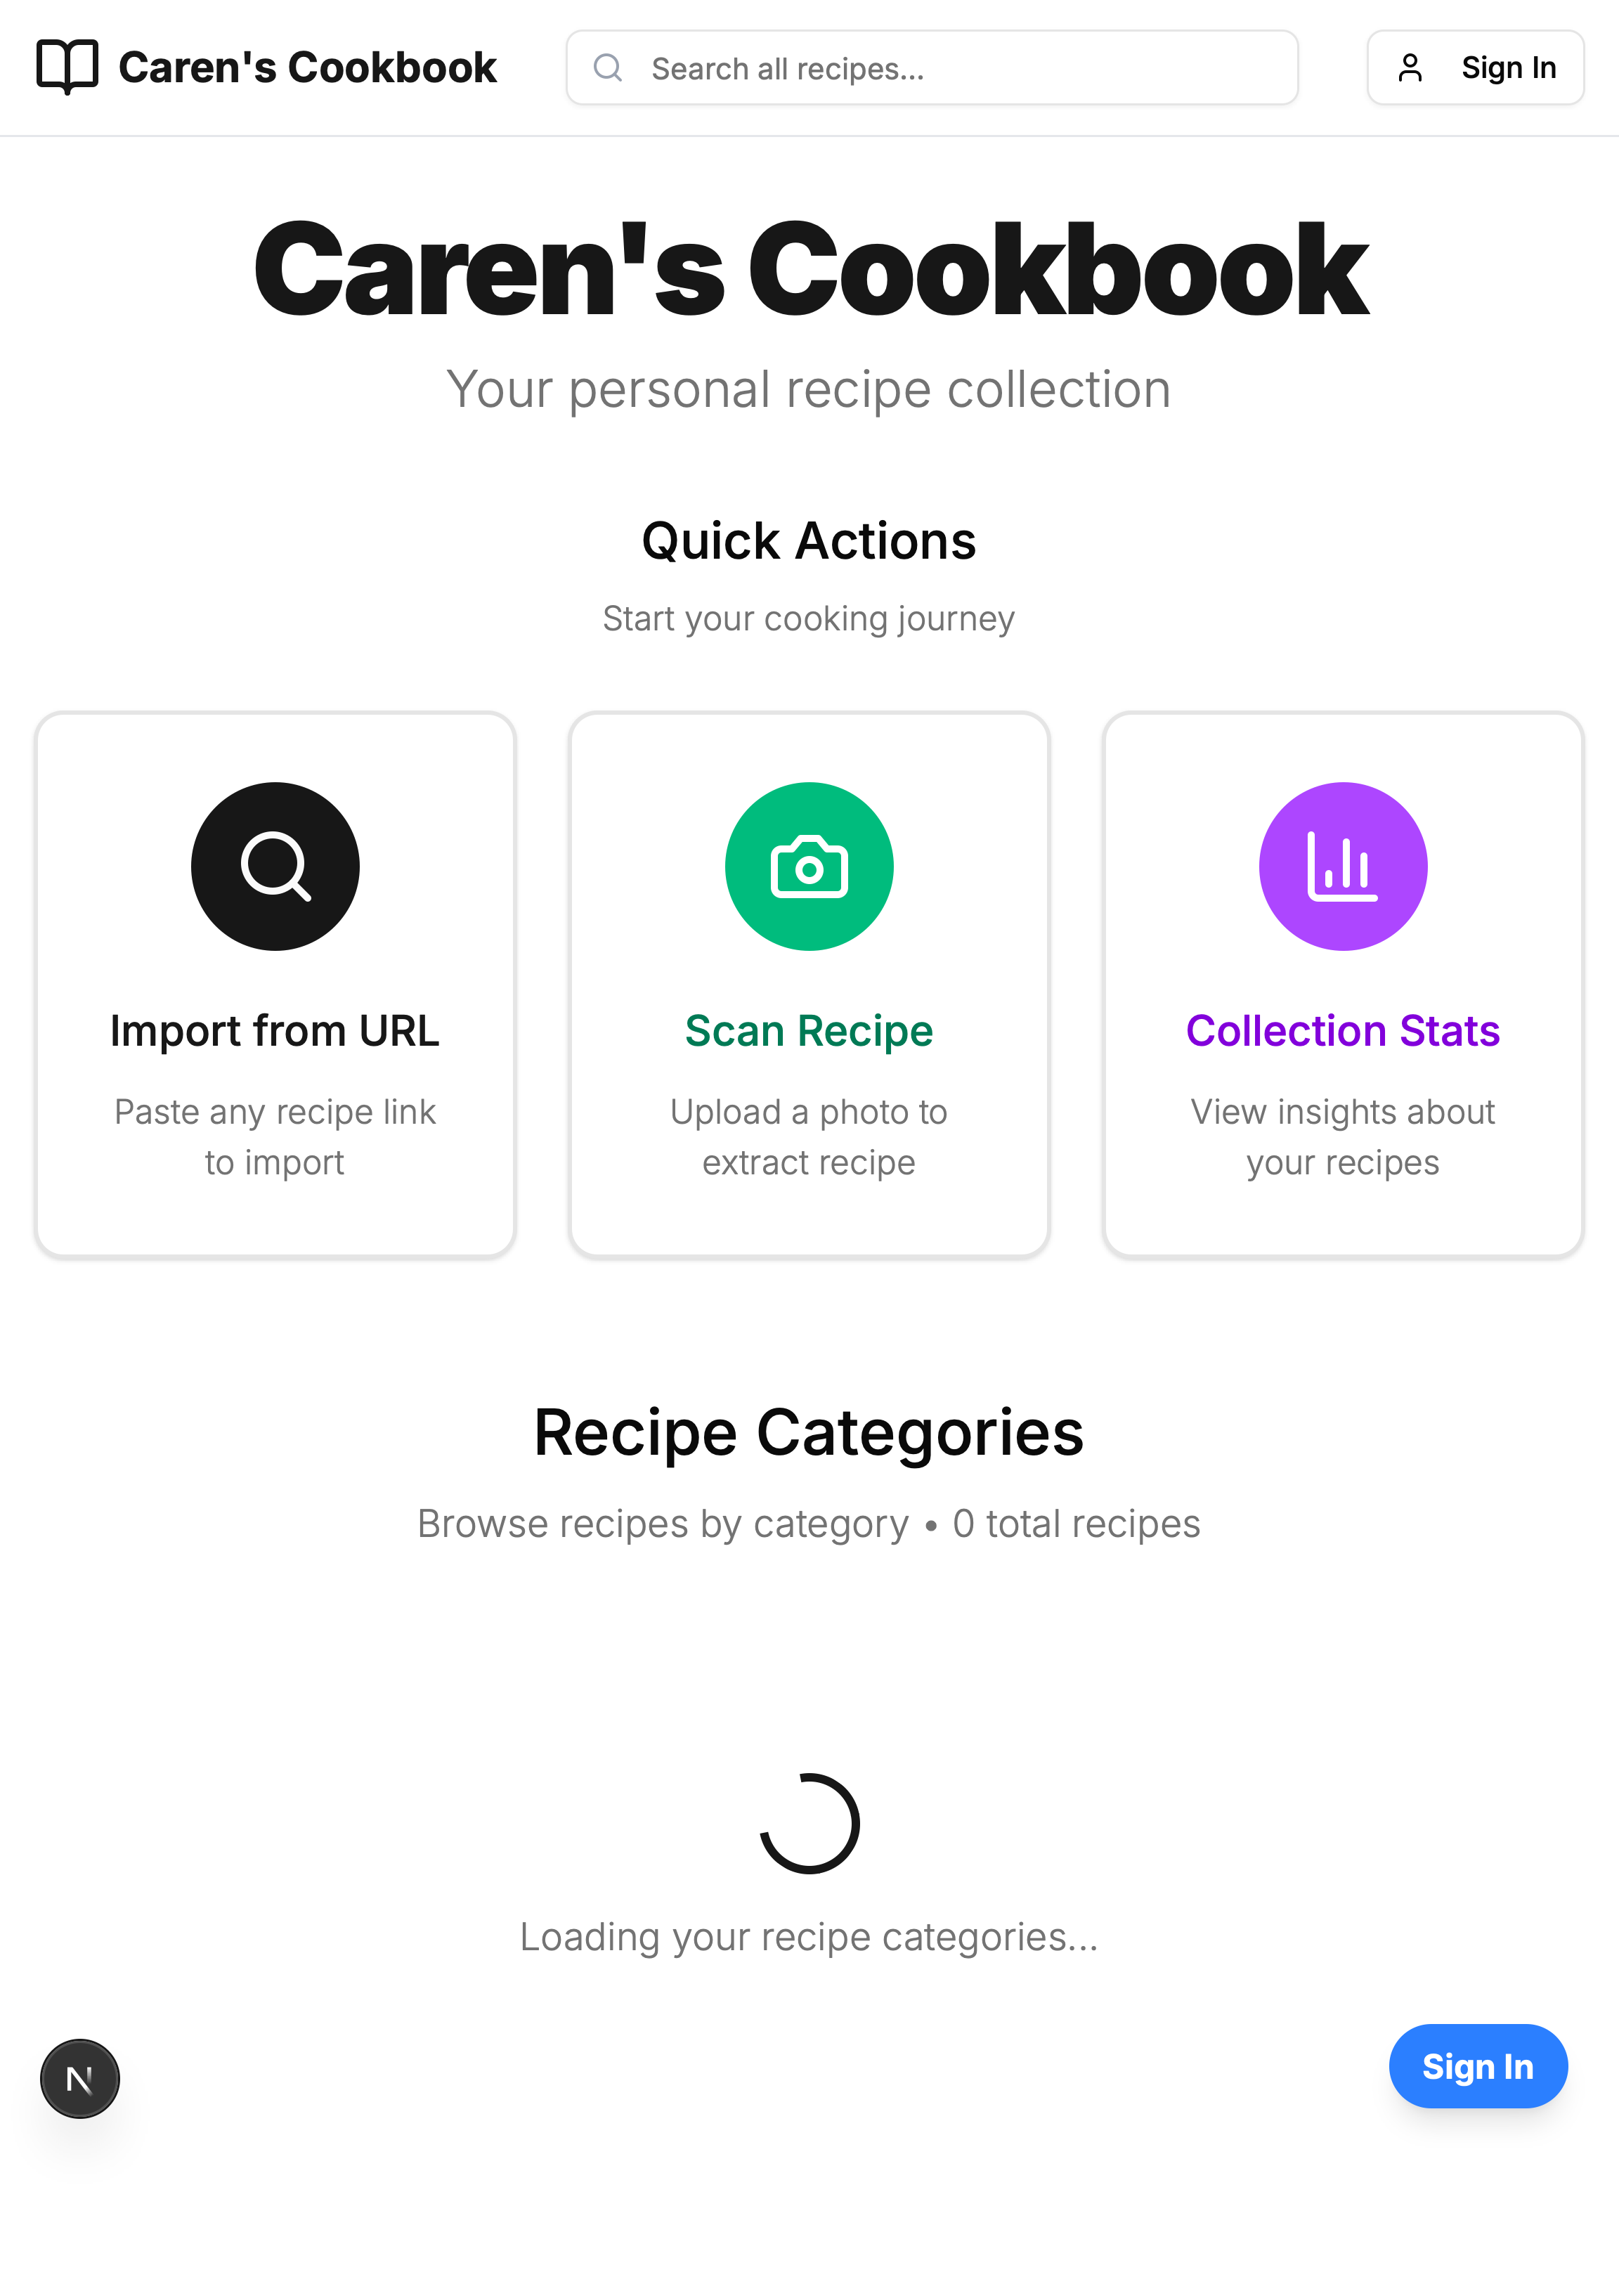 Caren's Cookbook
Search all recipes...
Sign In
Caren's Cookbook
Your personal recipe collection
Quick Actions
Start your cooking journey
Import from URL
Paste any recipe link
to import
Scan Recipe
Upload a photo to
extract recipe
Collection Stats
View insights about
your recipes
Recipe Categories
Browse recipes by category • 0 total recipes
Loading your recipe categories...
N
Sign In